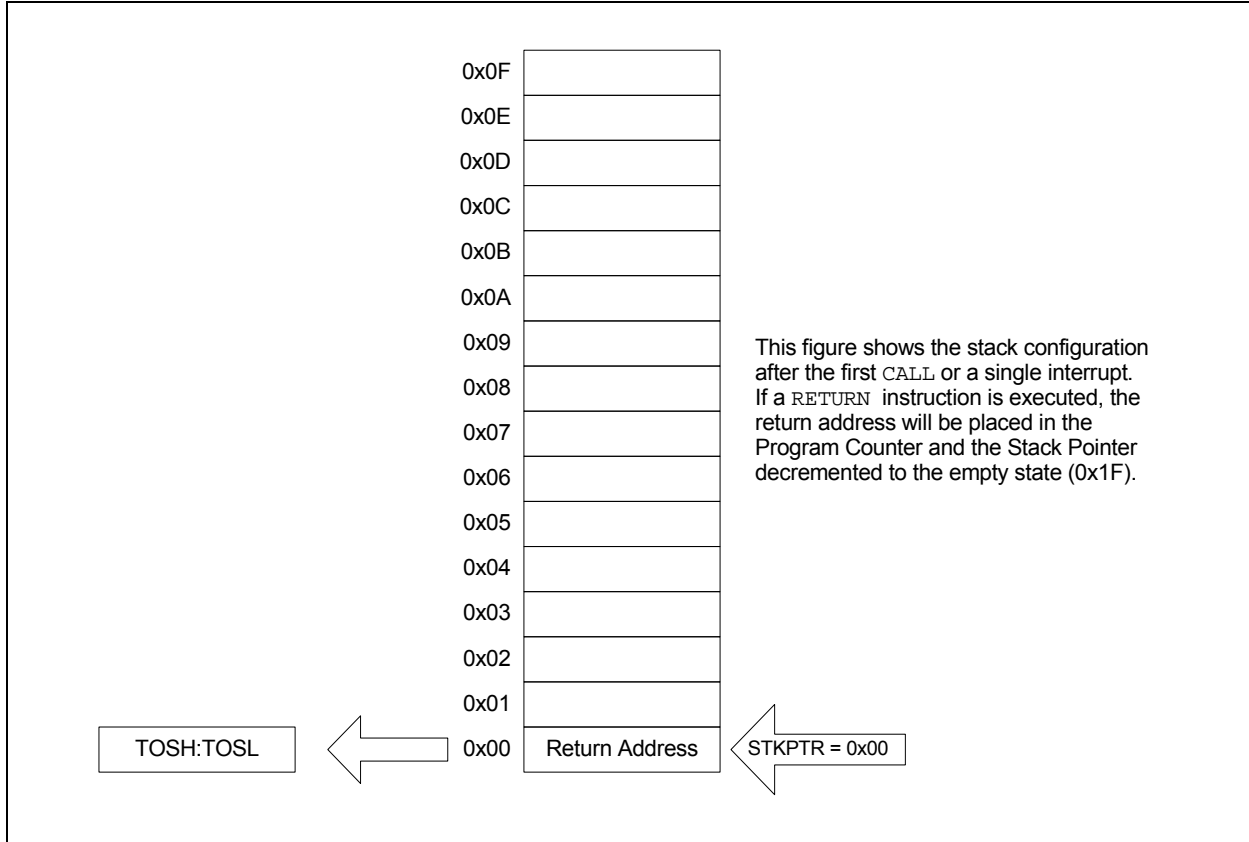 0x0F
0x0E
0x0D
0x0C
0x0B
0x0A
0x09
0x08
0x07
0x06
0x05
0x04
0x03
0x02
0x01
TOSH:TOSL
0x00
Return Address
STKPTR = 0x00
This figure shows the stack configuration
after the first CALL or a single interrupt.
If a RETURN instruction is executed, the
return address will be placed in the
Program Counter and the Stack Pointer
decremented to the empty state (0x1F).